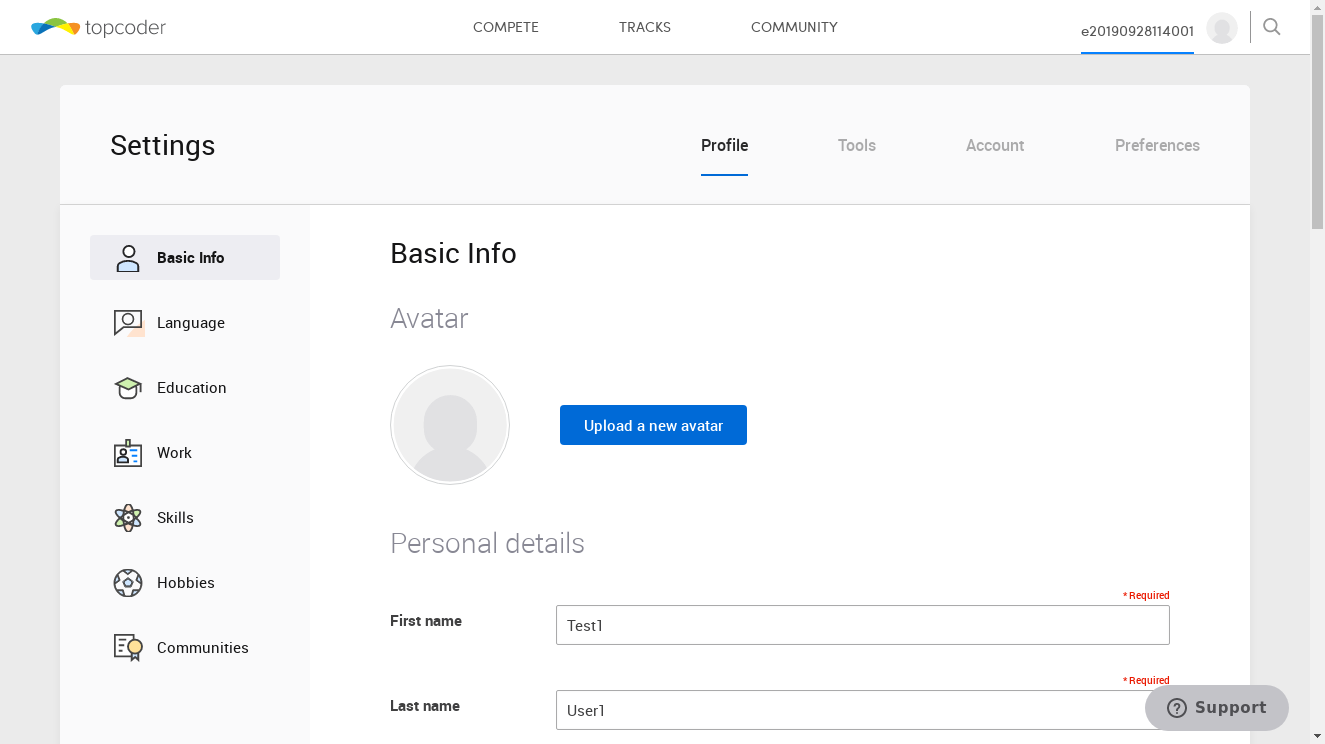 topcoder COMPETE TRACKS COMMUNITY e20190928114001
Settings Profile Tools Account Preferences
Basic Info
Language
Education
Work
Skills
Hobbies
Communities
Basic Info
Avatar
Upload a new avatar
Personal details
* Required
First name Test1
* Required
Last name User1
Support